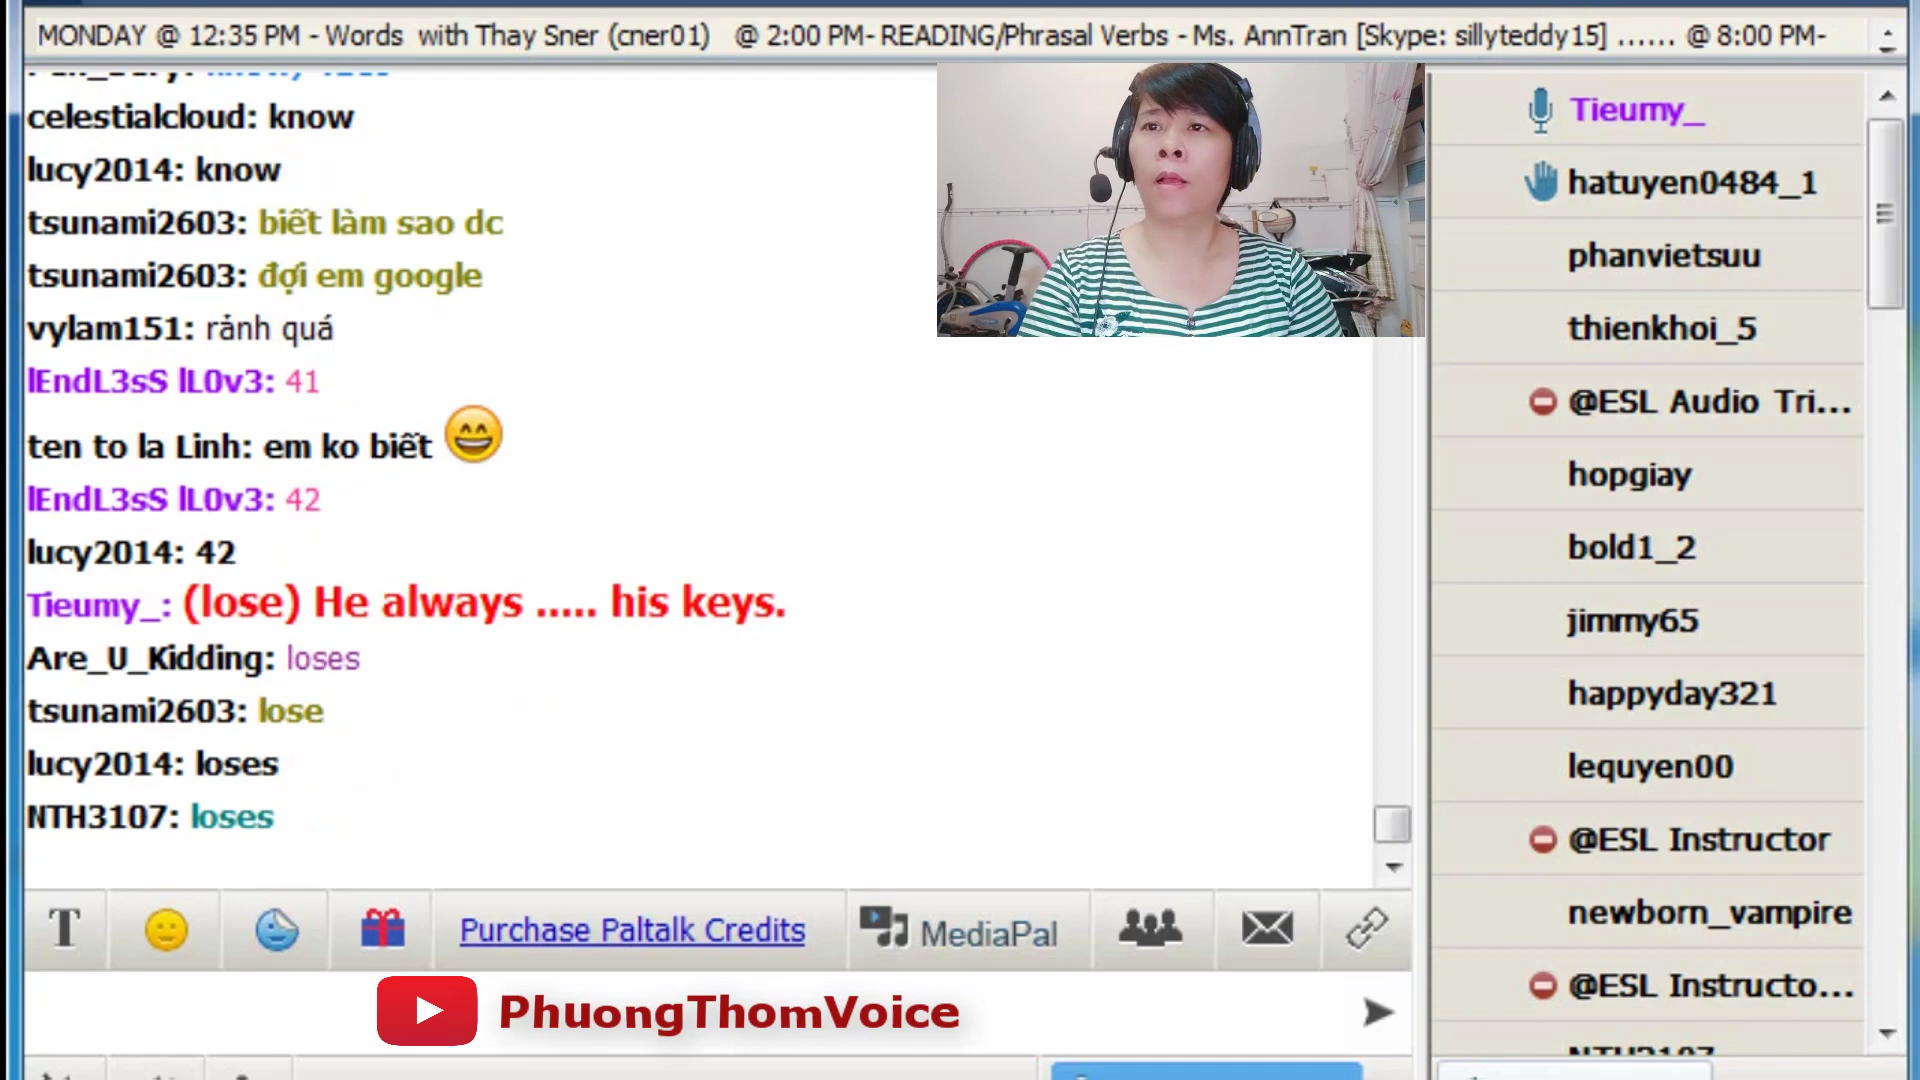 MONDAY @ 12:35 PM - Words with Thay Sner (cner01) @ 2:00 PM- READING/Phrasal Verbs - Ms. AnnTran [Skype: sillyteddy15] ...... @ 8:00 PM-
celestialcloud: know
lucy2014: know
tsunami2603: biết làm sao dc
tsunami2603: đợi em google
vylam151: rảnh quá
lEndL3sS lL0v3: 41
ten to la Linh: em ko biết
lEndL3sS lL0v3: 42
lucy2014: 42
Tieumy_: (lose) He always ..... his keys.
Are_U_Kidding: loses
tsunami2603: lose
lucy2014: loses
NTH3107: loses
T
Purchase Paltalk Credits
MediaPal
PhuongThomVoice
Tieumy_
hatuyen0484_1
phanvietsuu
thienkhoi_5
@ESL Audio Tri...
hopgiay
bold1_2
jimmy65
happyday321
lequyen00
@ESL Instructor
newborn_vampire
@ESL Instructo...
NTH3107